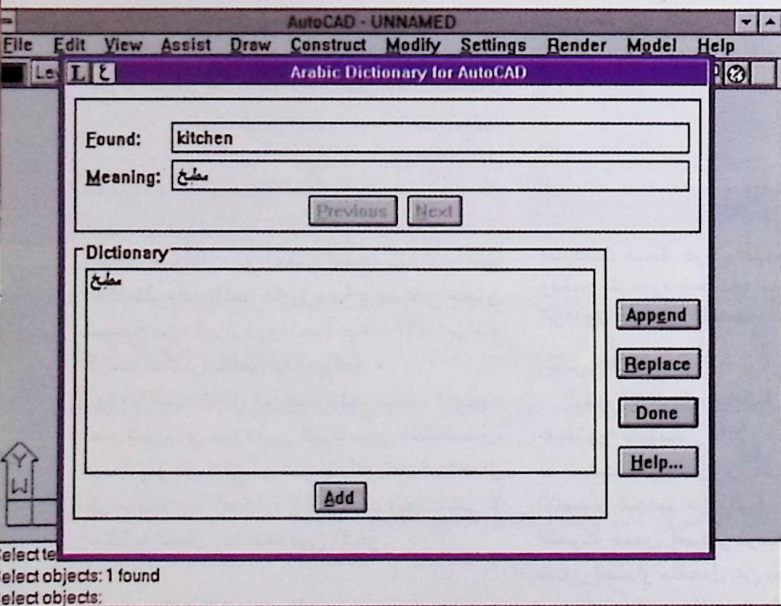 AutoCAD - UNNAMED
File Edit View Assist Draw Construct Modify Settings Render Model Help
L ع Arabic Dictionary for AutoCAD
Found: kitchen
Meaning: مطبخ
Previous Next
Dictionary
مطبخ
Append
Replace
Done
Help...
Add
Y
W
Select objects: 1 found
Select objects: